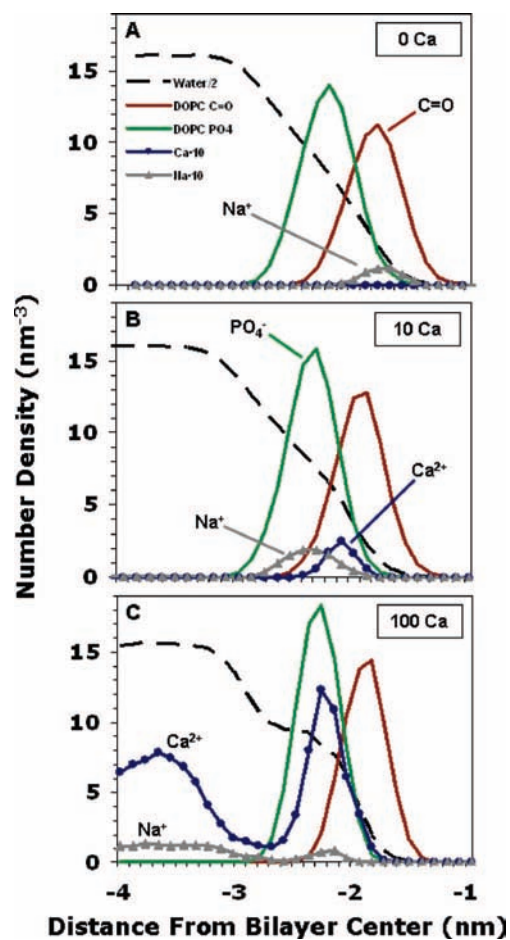 A
0 Ca
15
Water/2
DOPC C=O
C=O
DOPC PO4
10
Ca*10
Na*10
Na⁺
5
0
B
10 Ca
PO₄⁻
15
10
Ca²⁺
Na⁺
5
0
C
100 Ca
15
Ca²⁺
10
5
Na⁺
0
-4 -3 -2 -1
Number Density (nm⁻³)
Distance From Bilayer Center (nm)